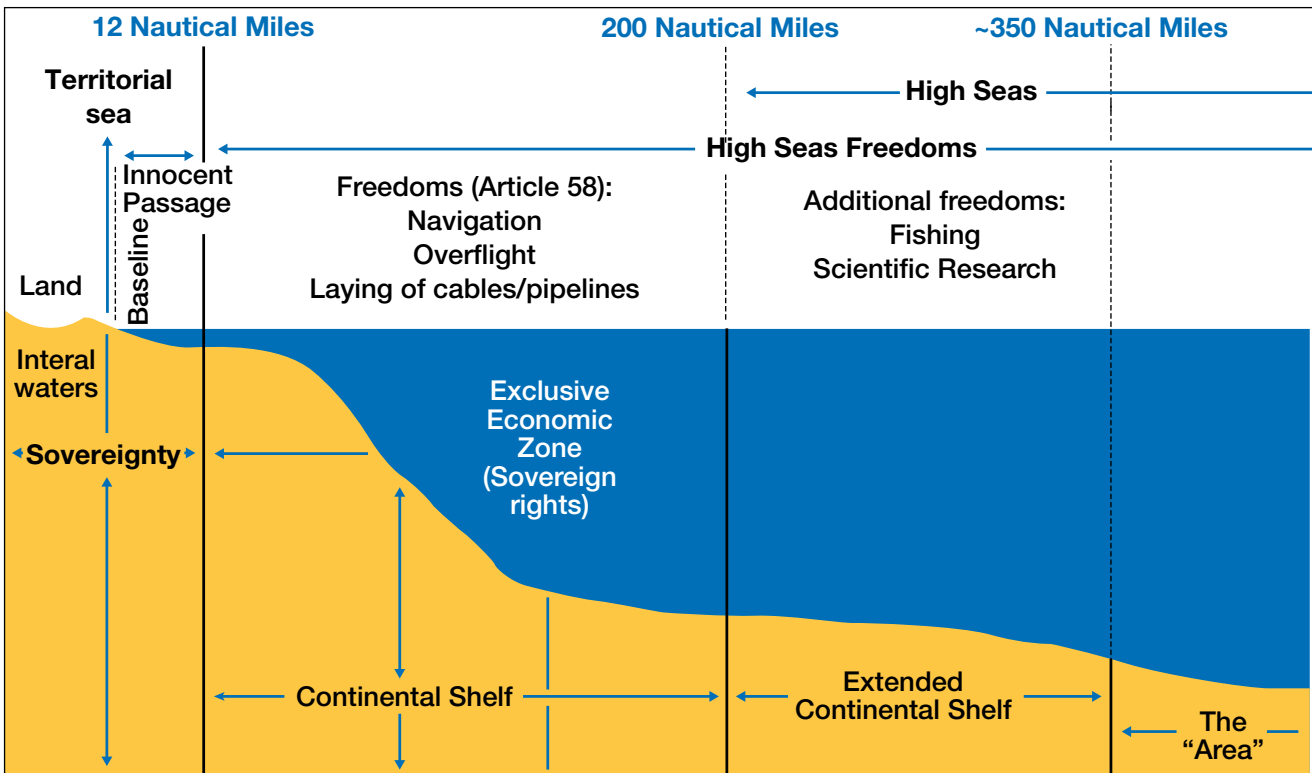 12 Nautical Miles
200 Nautical Miles
~350 Nautical Miles
Territorial
sea
High Seas
High Seas Freedoms
Innocent
Passage
Baseline
Freedoms (Article 58):
Navigation
Overflight
Laying of cables/pipelines
Additional freedoms:
Fishing
Scientific Research
Land
Interal
waters
Sovereignty
Exclusive
Economic
Zone
(Sovereign
rights)
Continental Shelf
Extended
Continental Shelf
The
“Area”